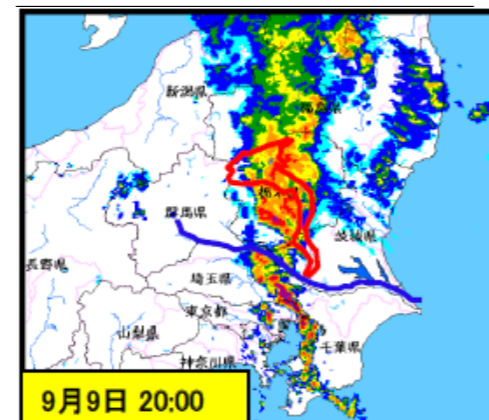 新潟県
福島県
栃木県
群馬県
茨城県
長野県
埼玉県
東京都
山梨県
千葉県
神奈川県
9月9日 20:00